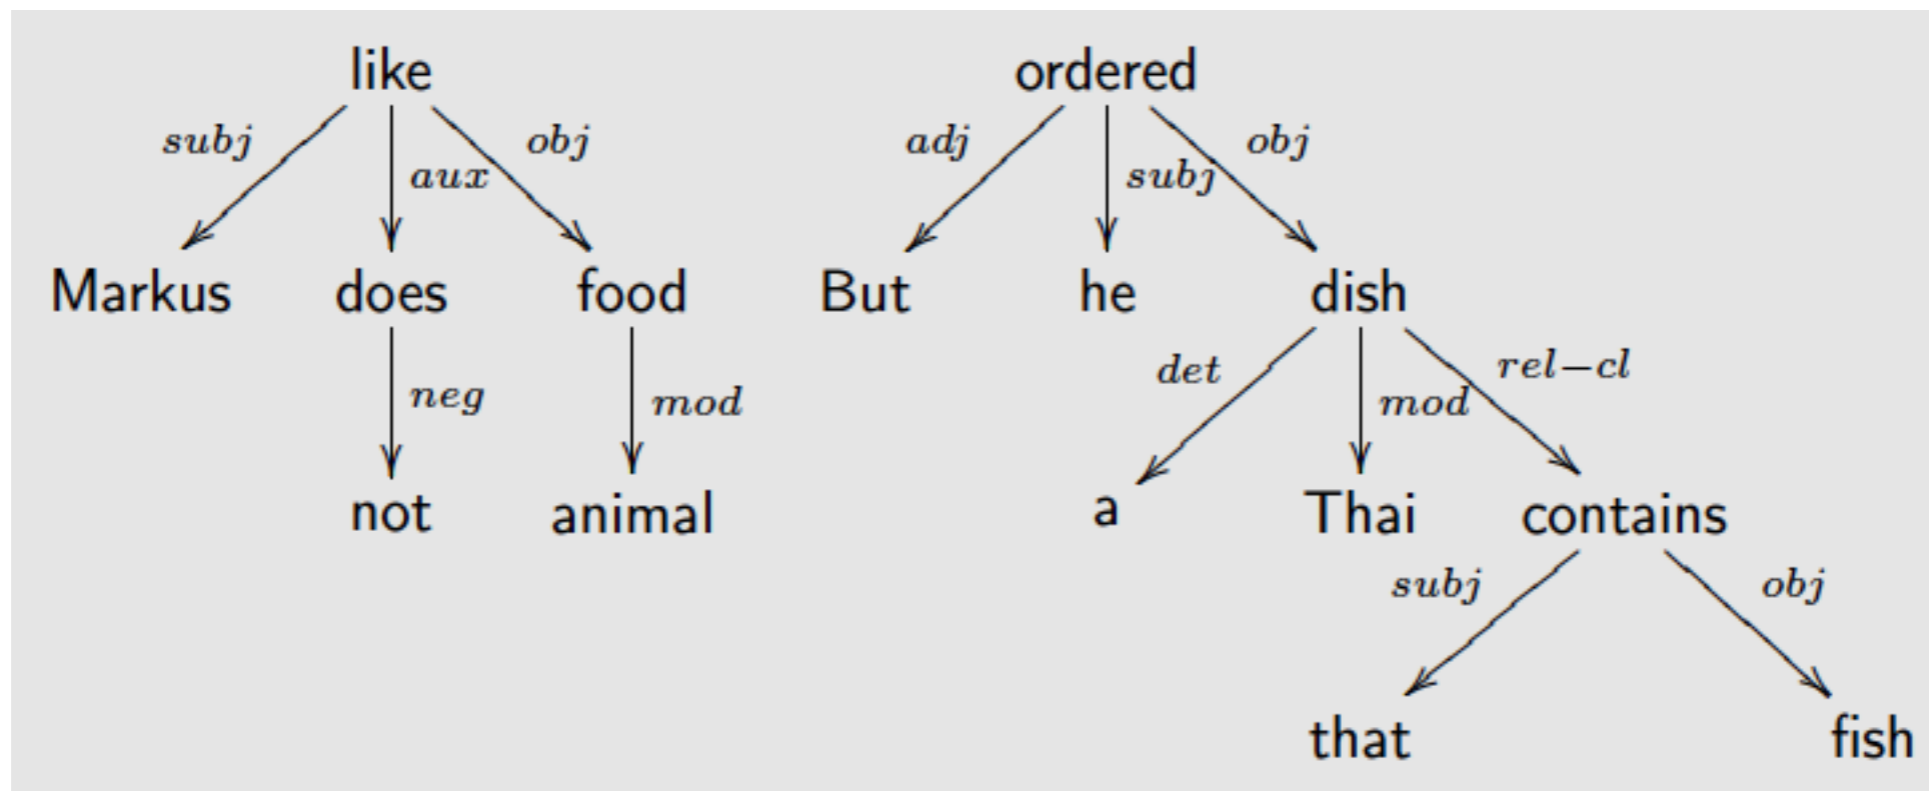 like ordered
subj obj adj obj
aux subj
Markus does food But he dish
det rel−cl
neg mod mod
not animal a Thai contains
subj obj
that fish